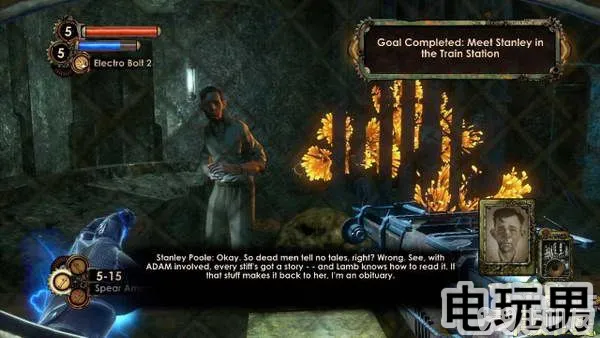 5
5
Electro Bolt 2
Goal Completed: Meet Stanley in
the Train Station
Stanley Poole: Okay. So dead men tell no tales, right? Wrong. See, with
ADAM involved, every stiff's got a story - - and Lamb knows how to read it. If
that stuff makes it back to her, I'm an obituary.
5-15
Spear
电玩男